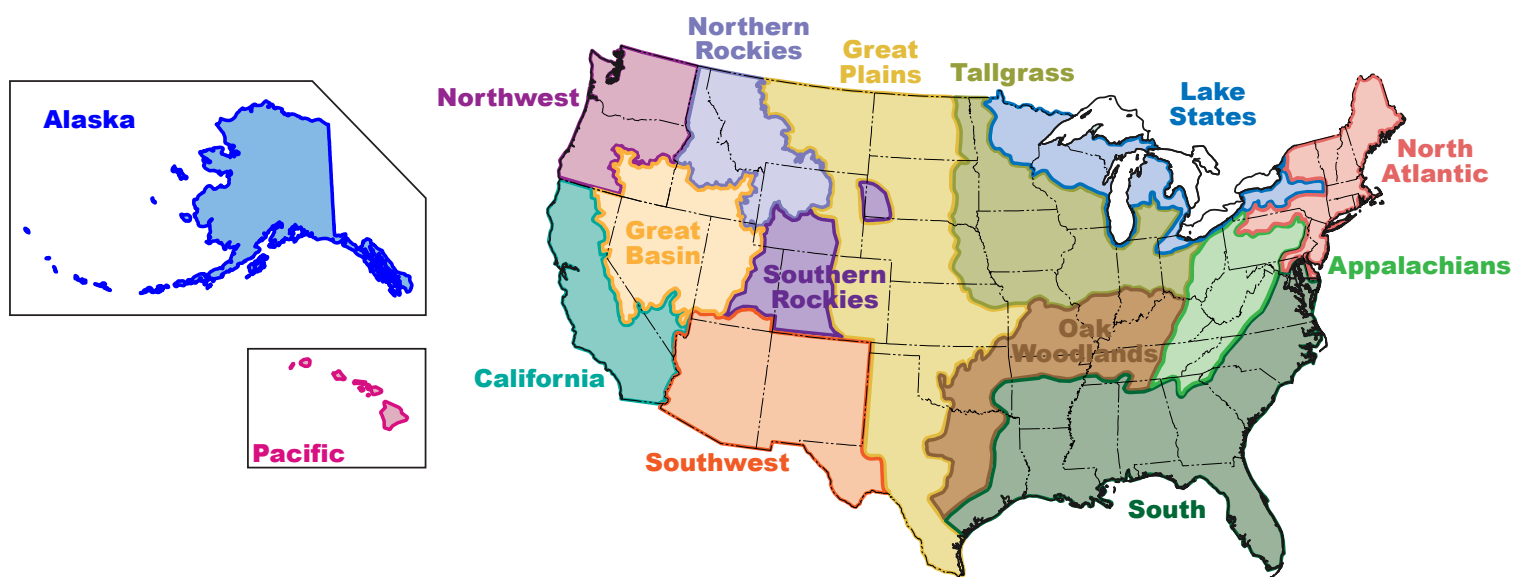 Northern
Rockies
Great
Plains
Tallgrass
Lake
States
Northwest
Alaska
North
Atlantic
Great
Basin
Southern
Rockies
Appalachians
Oak
Woodlands
California
Pacific
Southwest
South